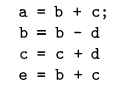 a = b + c;
b = b - d
c = c + d
e = b + c